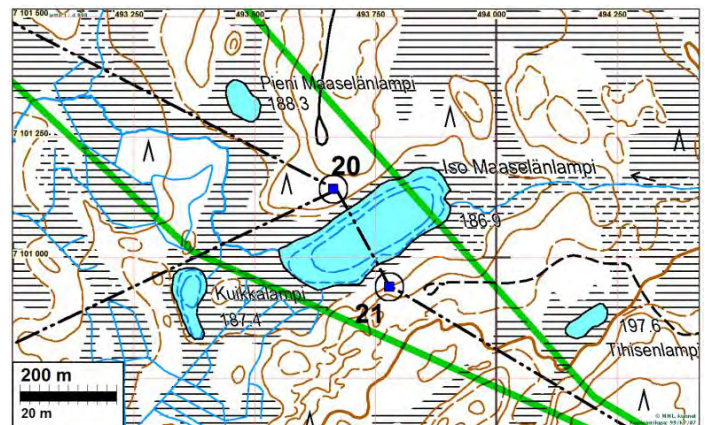 7 101 500
493 250
493 500
493 750
494 000
494 250
Pieni Maaselänlampi
188.3
7 101 250
20
Iso Maaselänlampi
186.9
7 101 000
Kuikkalampi
187.4
21
197.6
Tihisenlampi
200 m
20 m